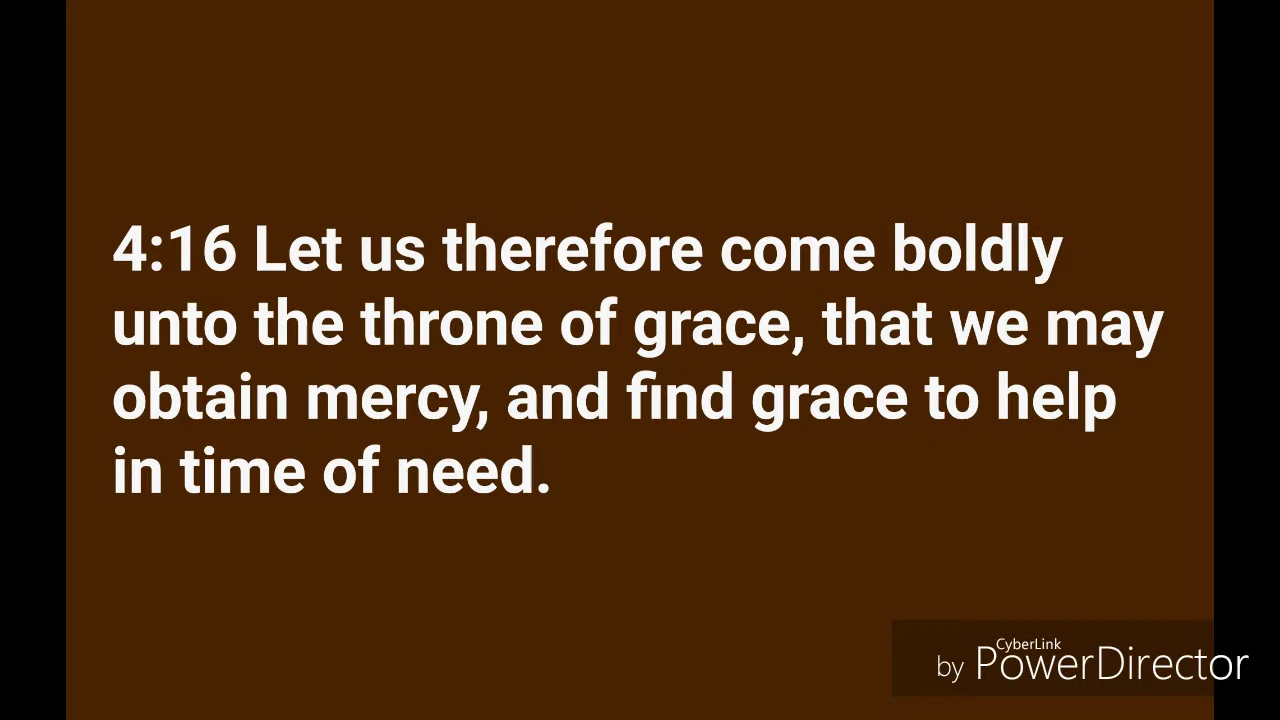 4:16 Let us therefore come boldly
unto the throne of grace, that we may
obtain mercy, and find grace to help
in time of need.
CyberLink
by PowerDirector